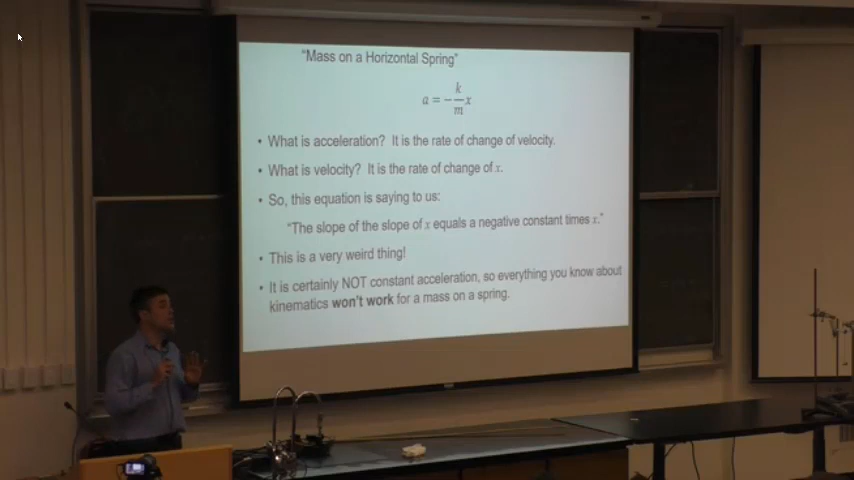 "Mass on a Horizontal Spring"
a = -k/m x
• What is acceleration? It is the rate of change of velocity.
• What is velocity? It is the rate of change of x.
• So, this equation is saying to us:
"The slope of the slope of x equals a negative constant times x."
• This is a very weird thing!
• It is certainly NOT constant acceleration, so everything you know about
kinematics won't work for a mass on a spring.